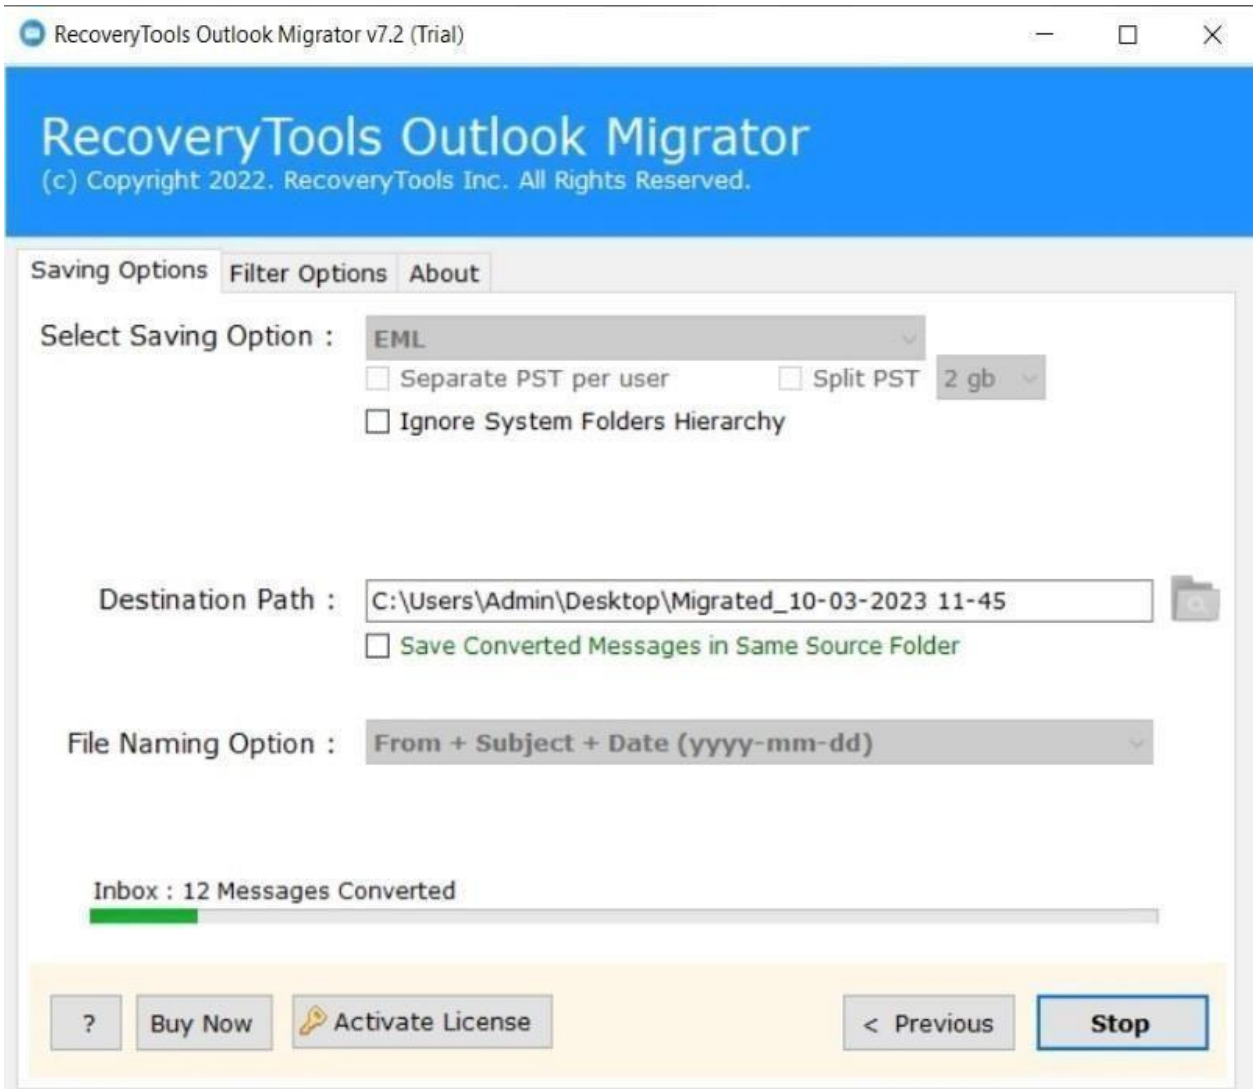 RecoveryTools Outlook Migrator v7.2 (Trial)
RecoveryTools Outlook Migrator
(c) Copyright 2022. RecoveryTools Inc. All Rights Reserved.
Saving Options Filter Options About
Select Saving Option : EML
Separate PST per user Split PST 2 gb
Ignore System Folders Hierarchy
Destination Path : C:\Users\Admin\Desktop\Migrated_10-03-2023 11-45
Save Converted Messages in Same Source Folder
File Naming Option : From + Subject + Date (yyyy-mm-dd)
Inbox : 12 Messages Converted
? Buy Now Activate License < Previous Stop